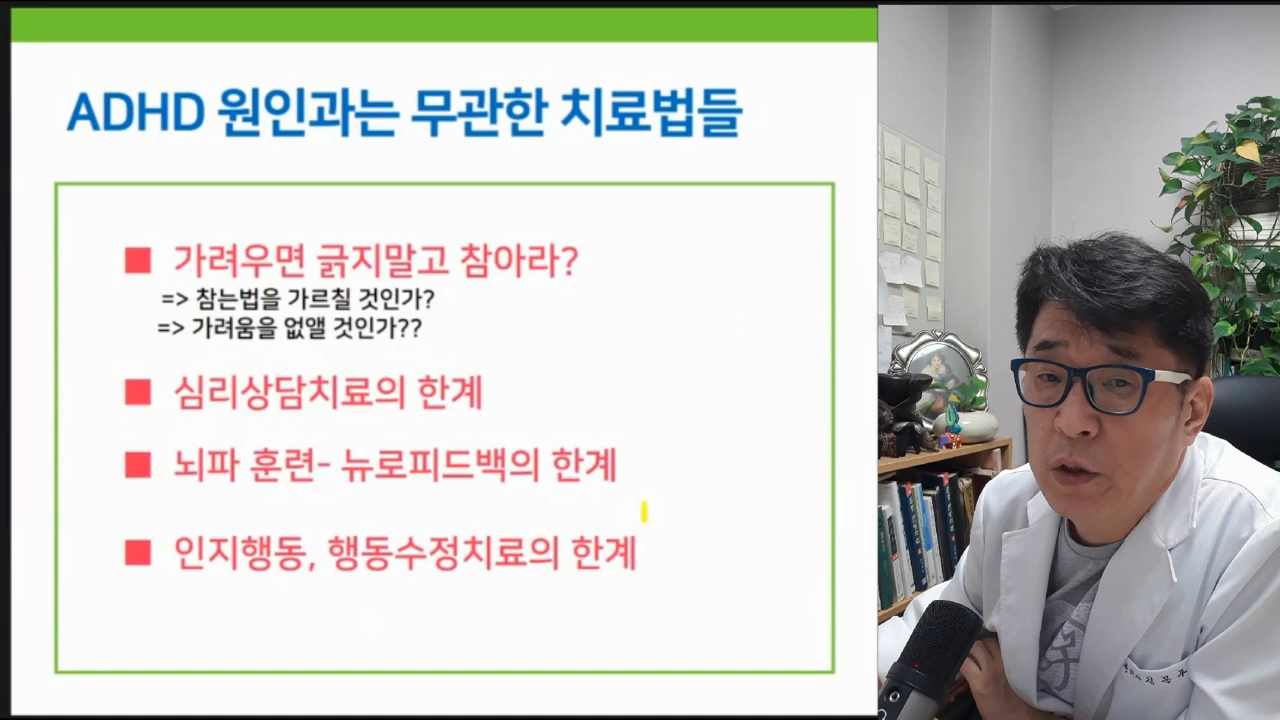 ADHD 원인과는 무관한 치료법들
■ 가려우면 긁지말고 참아라?
=> 참는법을 가르칠 것인가?
=> 가려움을 없앨 것인가??
■ 심리상담치료의 한계
■ 뇌파 훈련- 뉴로피드백의 한계
■ 인지행동, 행동수정치료의 한계